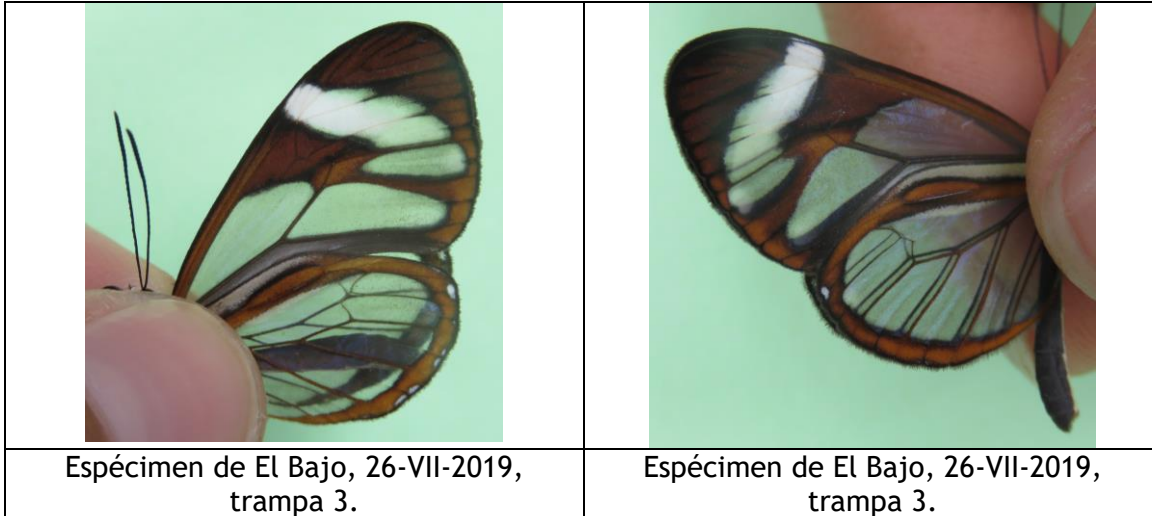 Espécimen de El Bajo, 26-VII-2019,
trampa 3.
Espécimen de El Bajo, 26-VII-2019,
trampa 3.